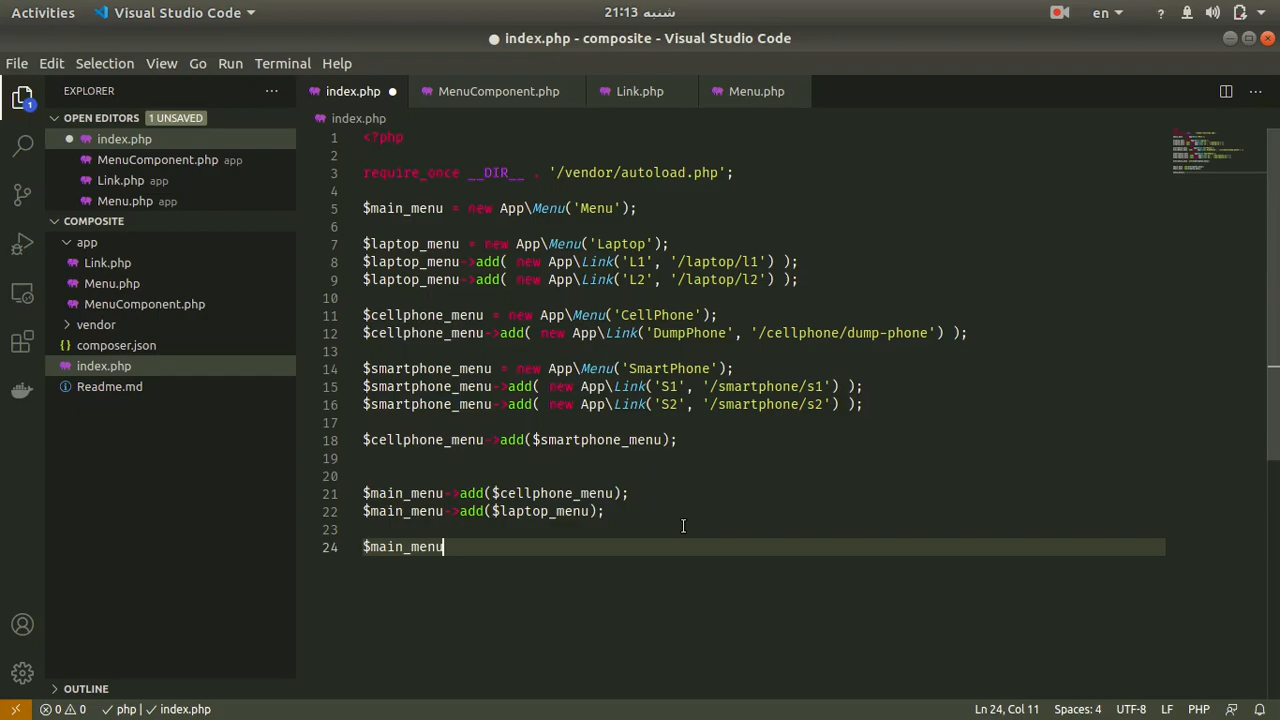 Activities
Visual Studio Code
21:13 شنبه
en
index.php - composite - Visual Studio Code
File Edit Selection View Go Run Terminal Help
1
EXPLORER
OPEN EDITORS 1 UNSAVED
index.php
MenuComponent.php app
Link.php app
Menu.php app
COMPOSITE
app
Link.php
Menu.php
MenuComponent.php
vendor
{} composer.json
index.php
Readme.md
OUTLINE
index.php MenuComponent.php Link.php Menu.php
index.php
1 <?php
2
3 require_once __DIR__ . '/vendor/autoload.php';
4
5 $main_menu = new App\Menu('Menu');
6
7 $laptop_menu = new App\Menu('Laptop');
8 $laptop_menu->add( new App\Link('L1', '/laptop/l1') );
9 $laptop_menu->add( new App\Link('L2', '/laptop/l2') );
10
11 $cellphone_menu = new App\Menu('CellPhone');
12 $cellphone_menu->add( new App\Link('DumpPhone', '/cellphone/dump-phone') );
13
14 $smartphone_menu = new App\Menu('SmartPhone');
15 $smartphone_menu->add( new App\Link('S1', '/smartphone/s1') );
16 $smartphone_menu->add( new App\Link('S2', '/smartphone/s2') );
17
18 $cellphone_menu->add($smartphone_menu);
19
20
21 $main_menu->add($cellphone_menu);
22 $main_menu->add($laptop_menu);
23
24 $main_menu
0 0 php | index.php
Ln 24, Col 11 Spaces: 4 UTF-8 LF PHP